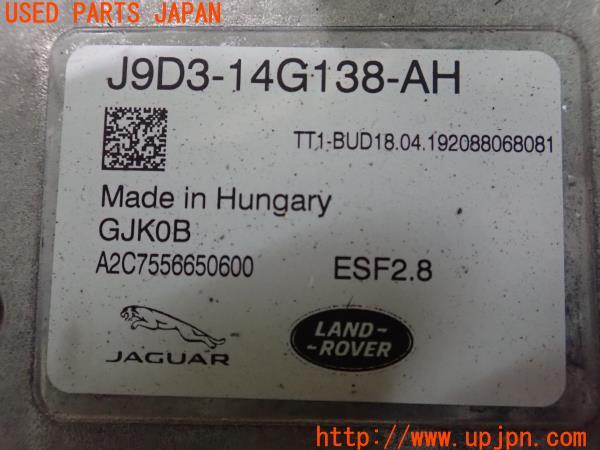 USED PARTS JAPAN
J9D3-14G138-AH
TT1-BUD18.04.192088068081
Made in Hungary
GJK0B
A2C7556650600 ESF2.8
JAGUAR
LAND-
-ROVER
http://www.upjpn.com/